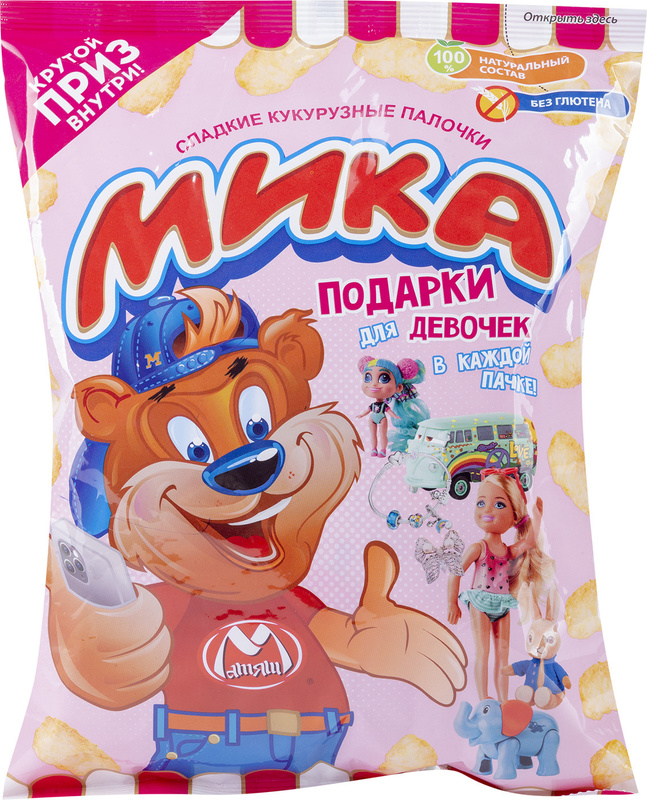 Открыть здесь
КРУТОЙ
ПРИЗ
ВНУТРИ!
100%
НАТУРАЛЬНЫЙ
СОСТАВ
БЕЗ ГЛЮТЕНА
СЛАДКИЕ КУКУРУЗНЫЕ ПАЛОЧКИ
МИКА
ПОДАРКИ
ДЛЯ ДЕВОЧЕК
В КАЖДОЙ
ПАЧКЕ!
М
LOVE
Матяш